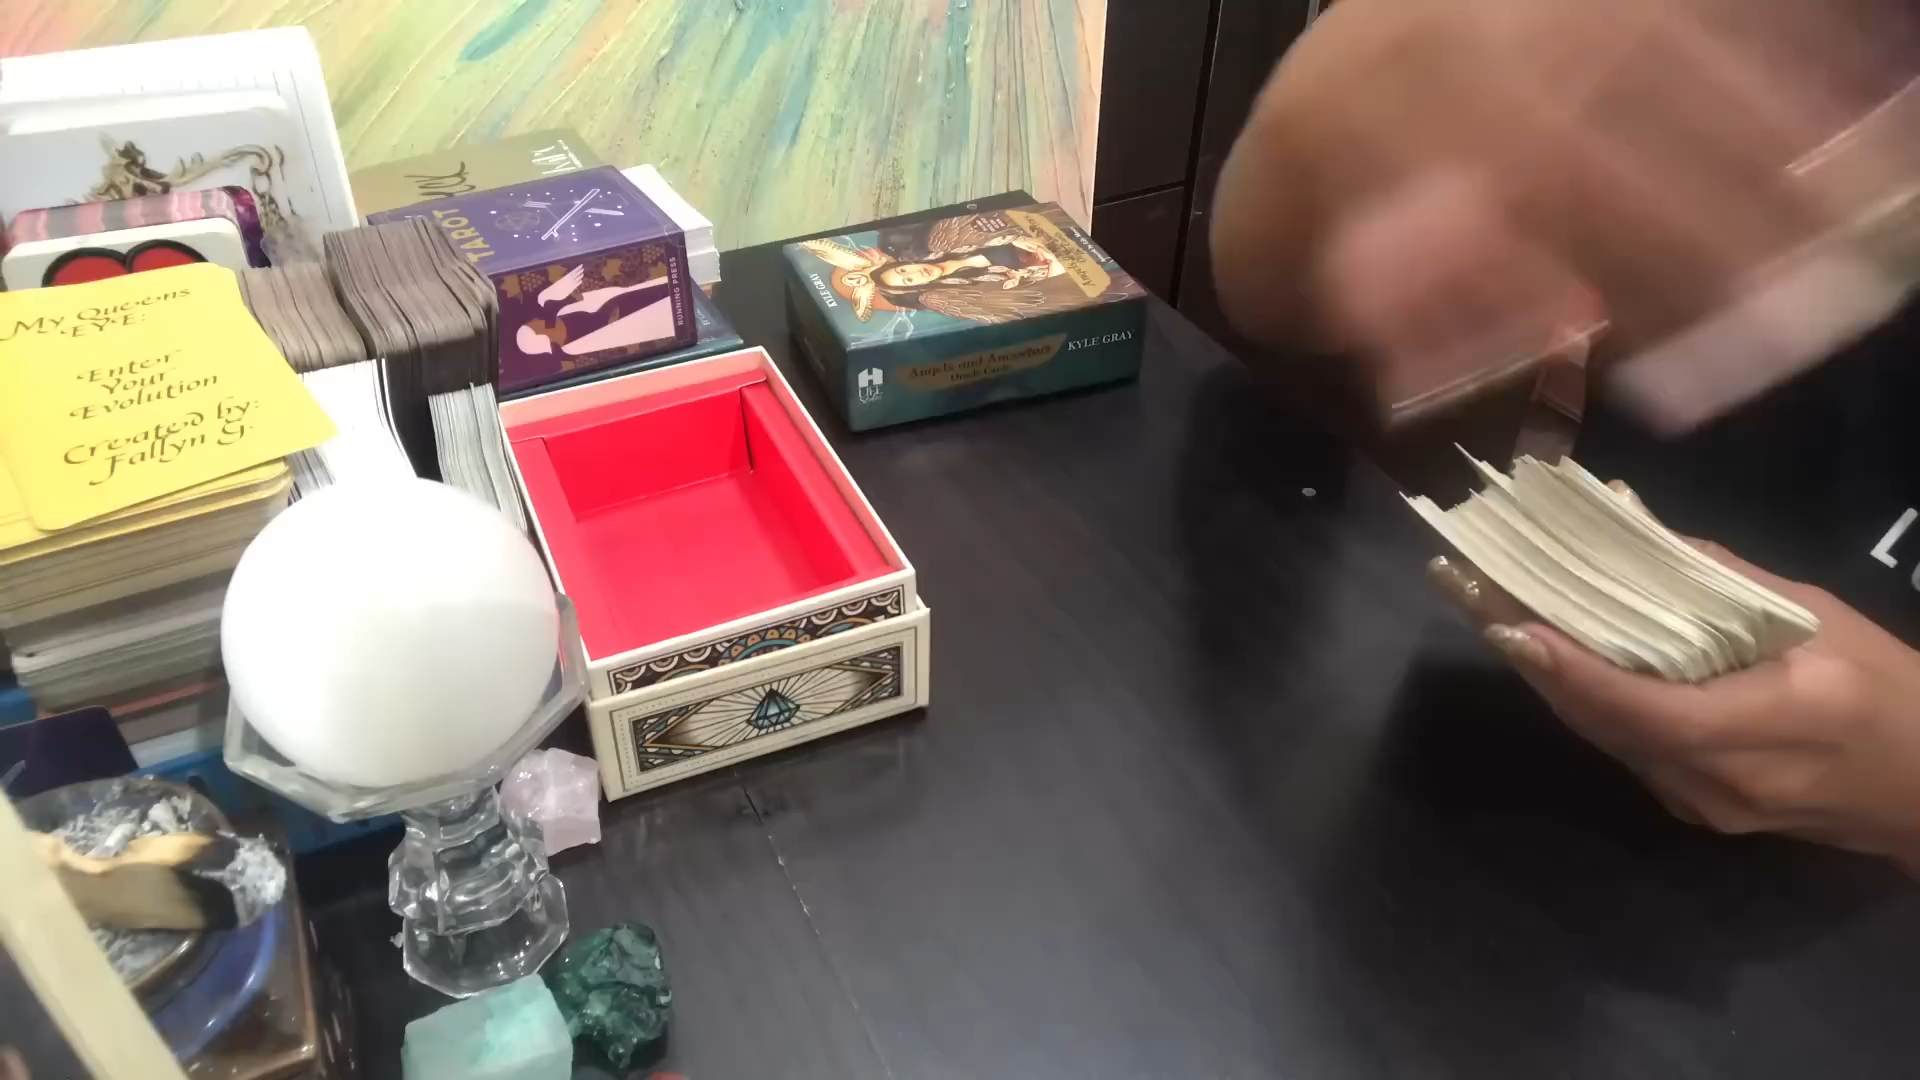 My Queens
EYE:
Enter
Your
Evolution
Created by:
Fallyn G.
TAROT
RUNNING PRESS
KYLE GRAY
Angels and Ancestors
Oracle Cards
KYLE GRAY